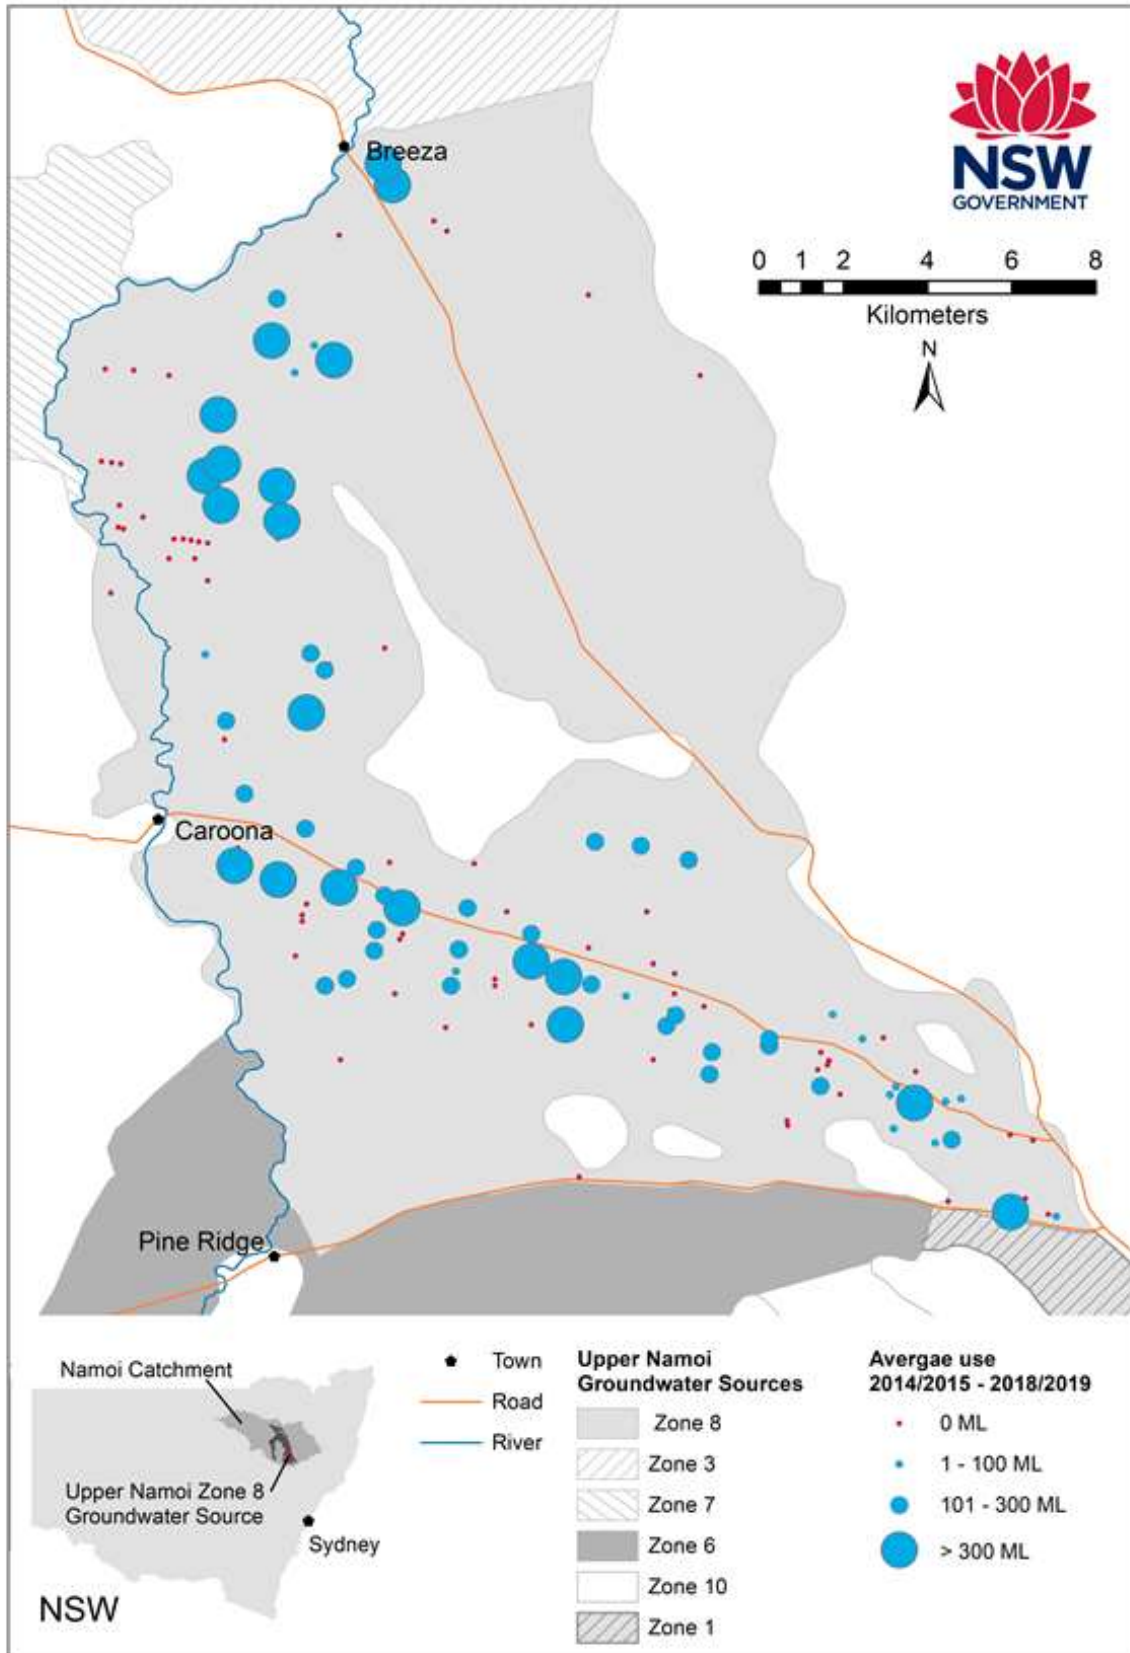 Breeza
NSW
GOVERNMENT
0 1 2 4 6 8
Kilometers
N
Caroona
Pine Ridge
Namoi Catchment
Upper Namoi Zone 8
Groundwater Source
Sydney
NSW
Town
Road
River
Upper Namoi
Groundwater Sources
Zone 8
Zone 3
Zone 7
Zone 6
Zone 10
Zone 1
Avergae use
2014/2015 - 2018/2019
0 ML
1 - 100 ML
101 - 300 ML
> 300 ML